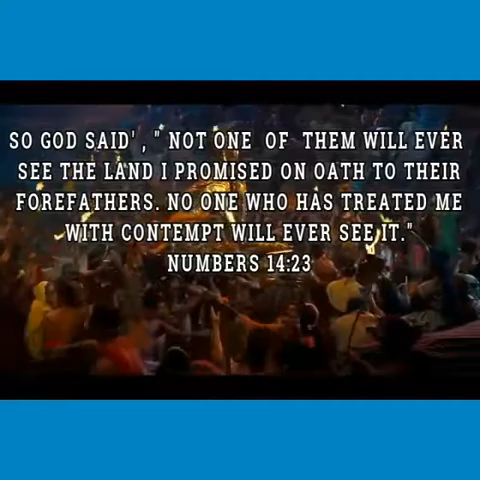 SO GOD SAID' , " NOT ONE OF THEM WILL EVER
SEE THE LAND I PROMISED ON OATH TO THEIR
FOREFATHERS. NO ONE WHO HAS TREATED ME
WITH CONTEMPT WILL EVER SEE IT."
NUMBERS 14:23